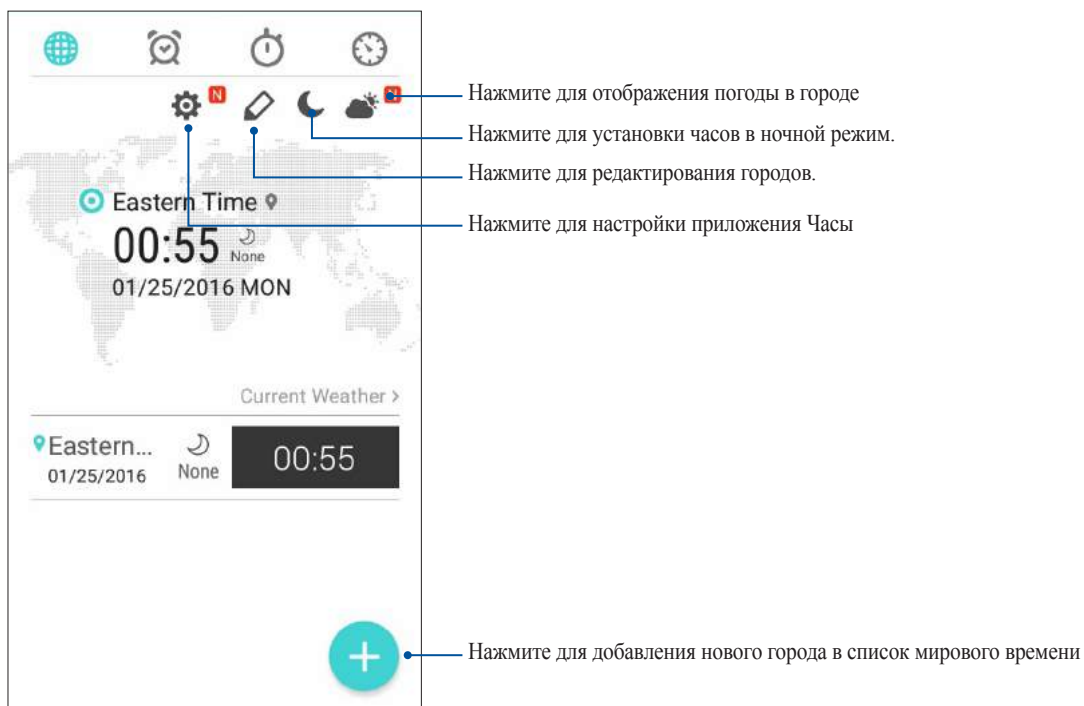 N
N
Нажмите для отображения погоды в городе
Нажмите для установки часов в ночной режим.
Нажмите для редактирования городов.
Eastern Time
Нажмите для настройки приложения Часы
00:55
None
01/25/2016 MON
Current Weather >
Eastern...
01/25/2016
None
00:55
Нажмите для добавления нового города в список мирового времени